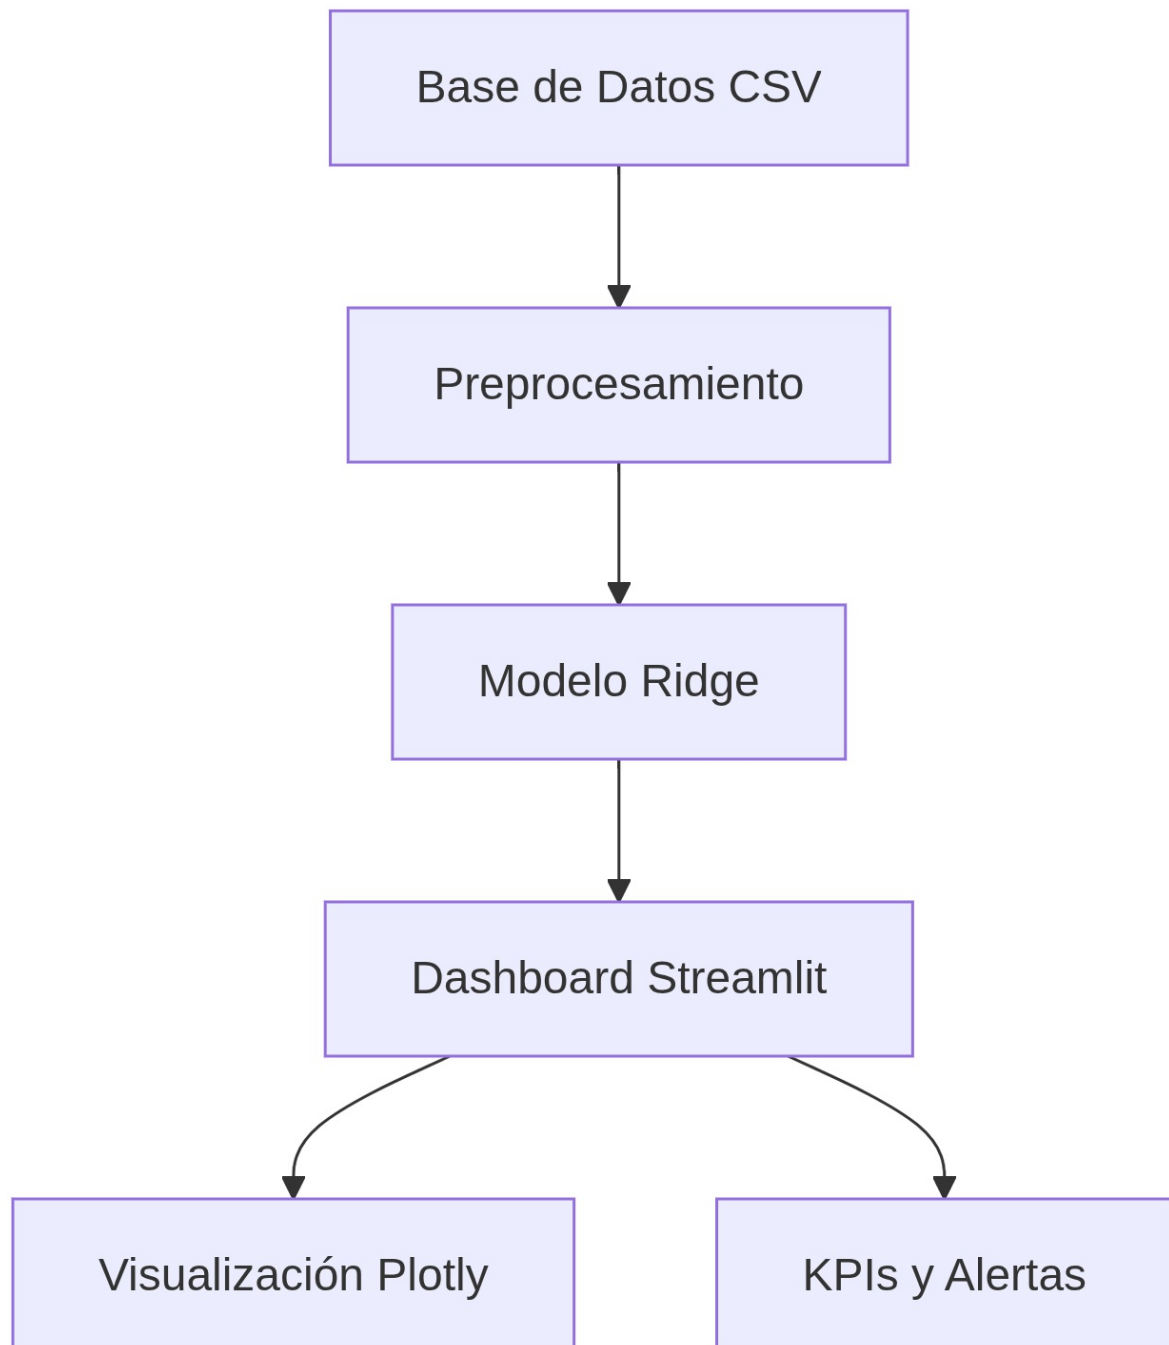 Base de Datos CSV
Preprocesamiento
Modelo Ridge
Dashboard Streamlit
Visualización Plotly
KPIs y Alertas